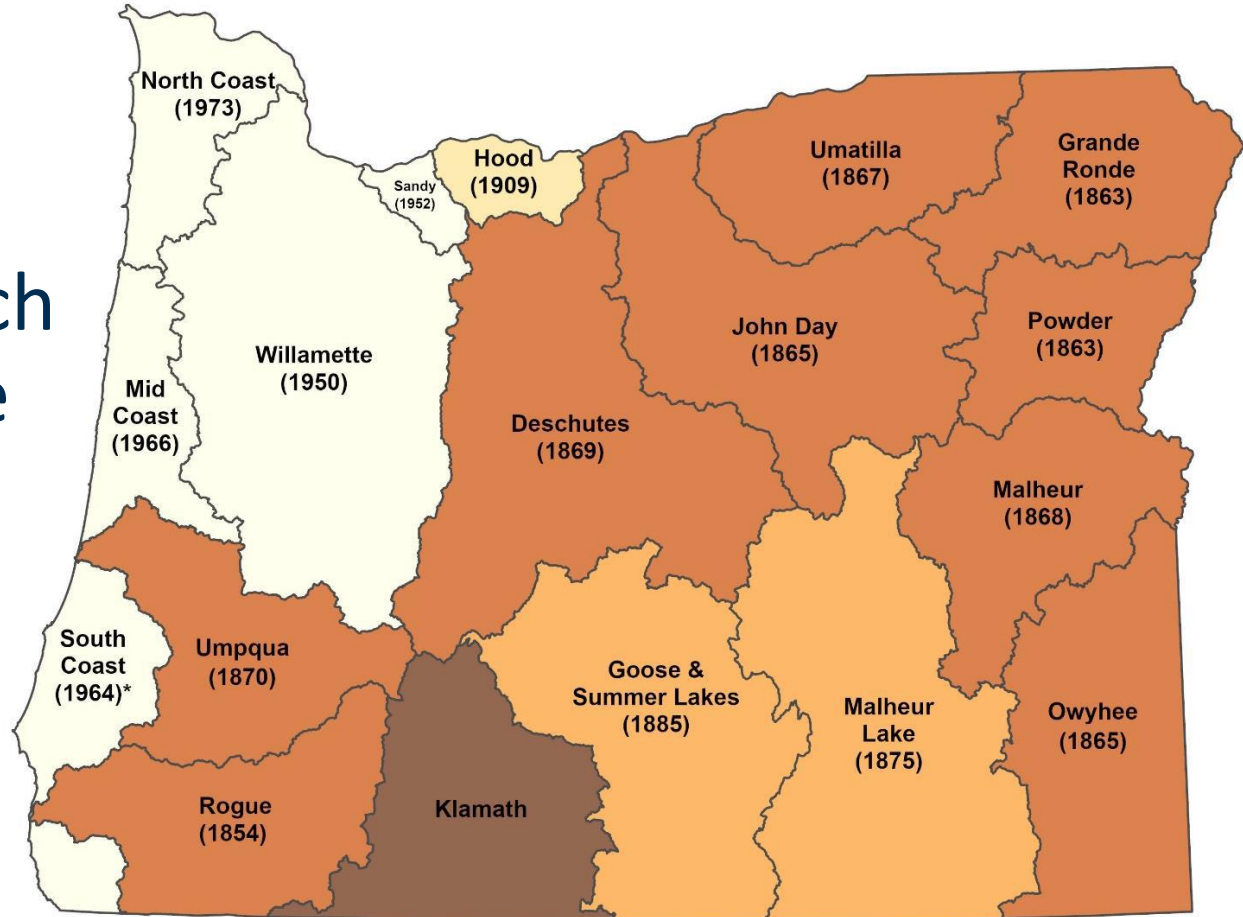 ch
e
North Coast
(1973)
Hood
(1909)
Sandy
(1952)
Umatilla
(1867)
Grande
Ronde
(1863)
Willamette
(1950)
Mid
Coast
(1966)
John Day
(1865)
Powder
(1863)
Deschutes
(1869)
Malheur
(1868)
South
Coast
(1964)*
Umpqua
(1870)
Goose &
Summer Lakes
(1885)
Malheur
Lake
(1875)
Owyhee
(1865)
Rogue
(1854)
Klamath